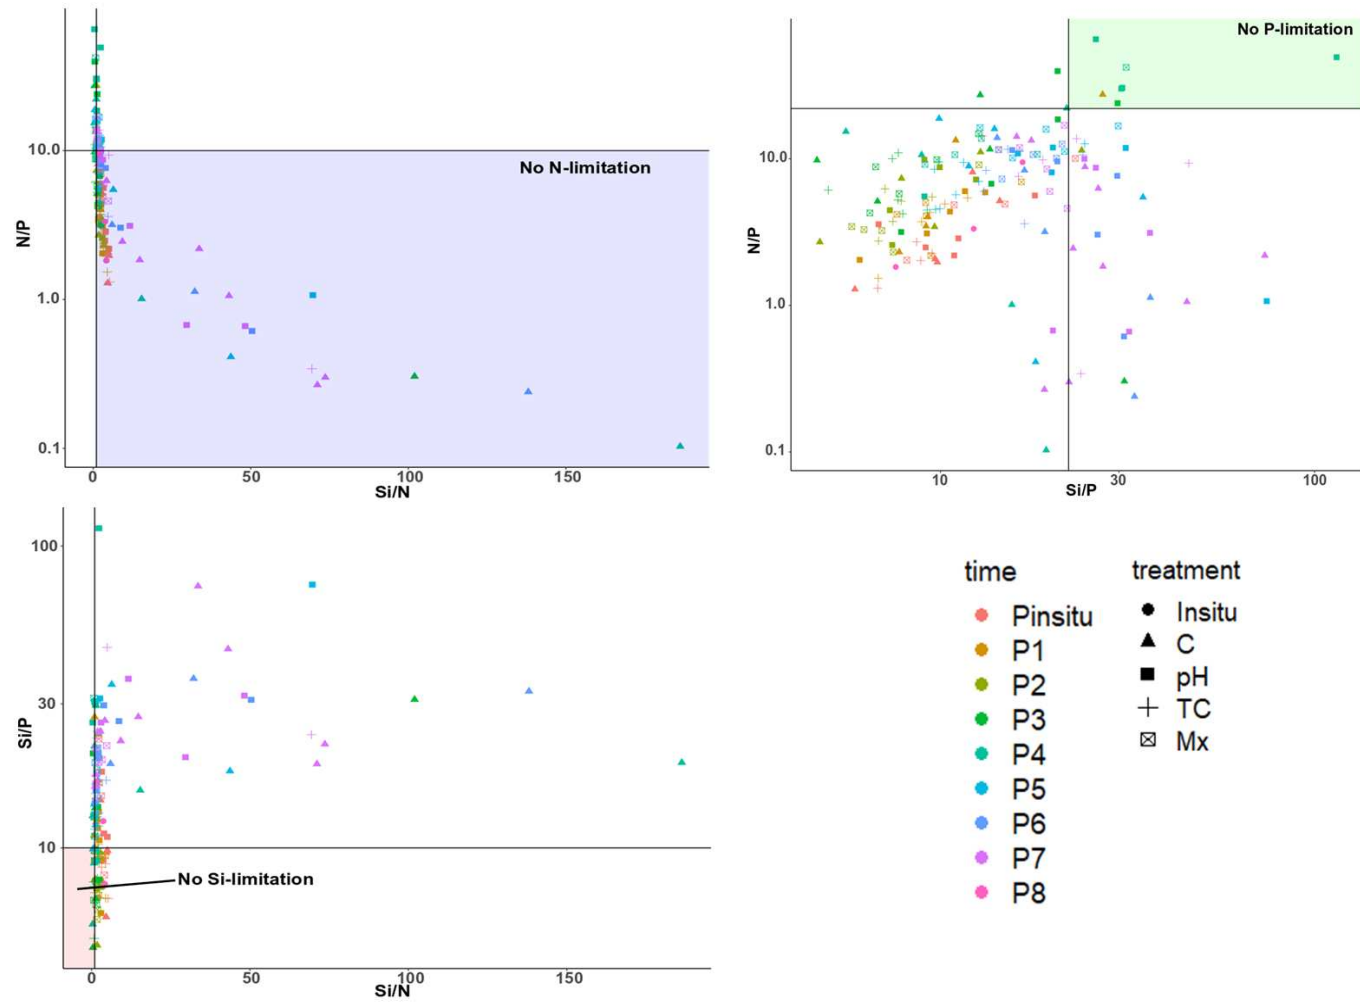 No N-limitation
10.0
1.0
0.1
N/P
0
50
100
150
Si/N
No P-limitation
10.0
1.0
0.1
N/P
10
30
100
Si/P
100
30
10
Si/P
No Si-limitation
0
50
100
150
Si/N
time
Pinsitu
P1
P2
P3
P4
P5
P6
P7
P8
treatment
Insitu
C
pH
TC
Mx